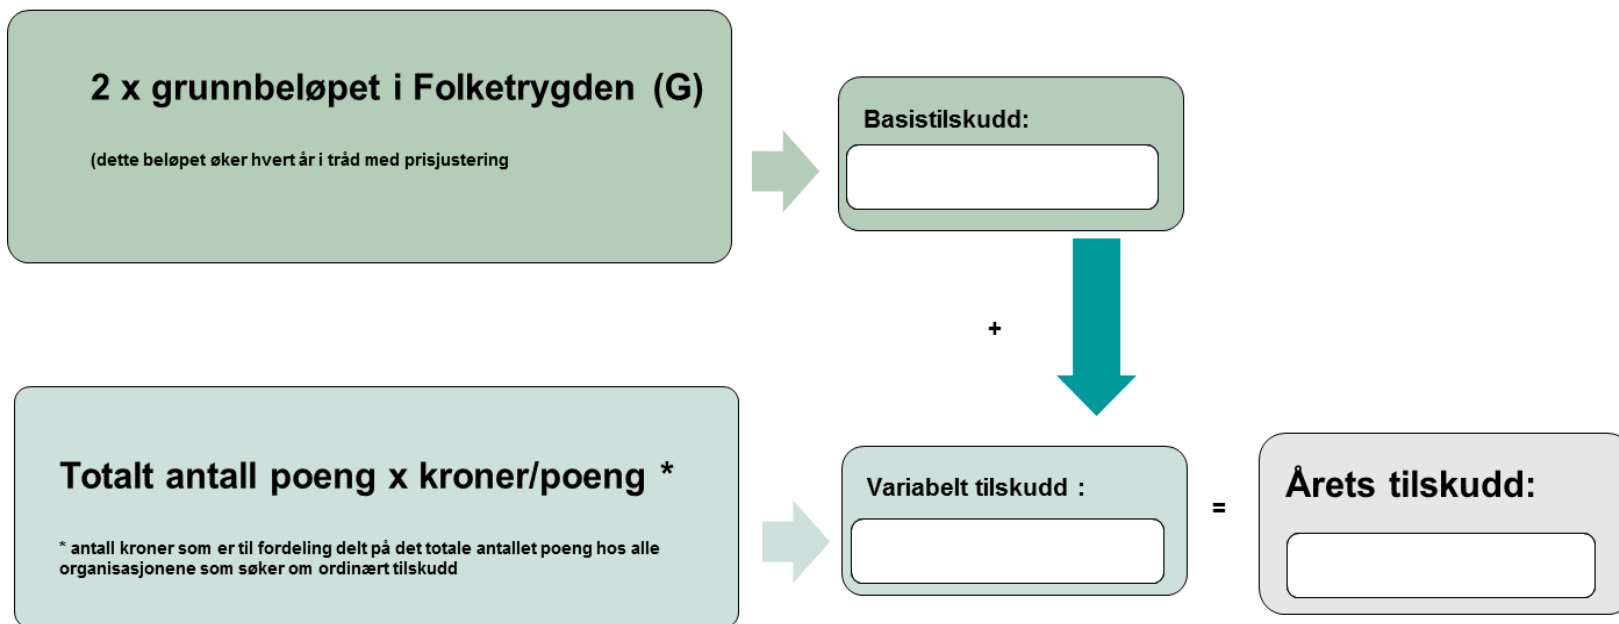 2 x grunnbeløpet i Folketrygden (G)
(dette beløpet øker hvert år i tråd med prisjustering
Basistilskudd:
+
Totalt antall poeng x kroner/poeng *
* antall kroner som er til fordeling delt på det totale antallet poeng hos alle
organisasjonene som søker om ordinært tilskudd
Variabelt tilskudd :
=
Årets tilskudd: